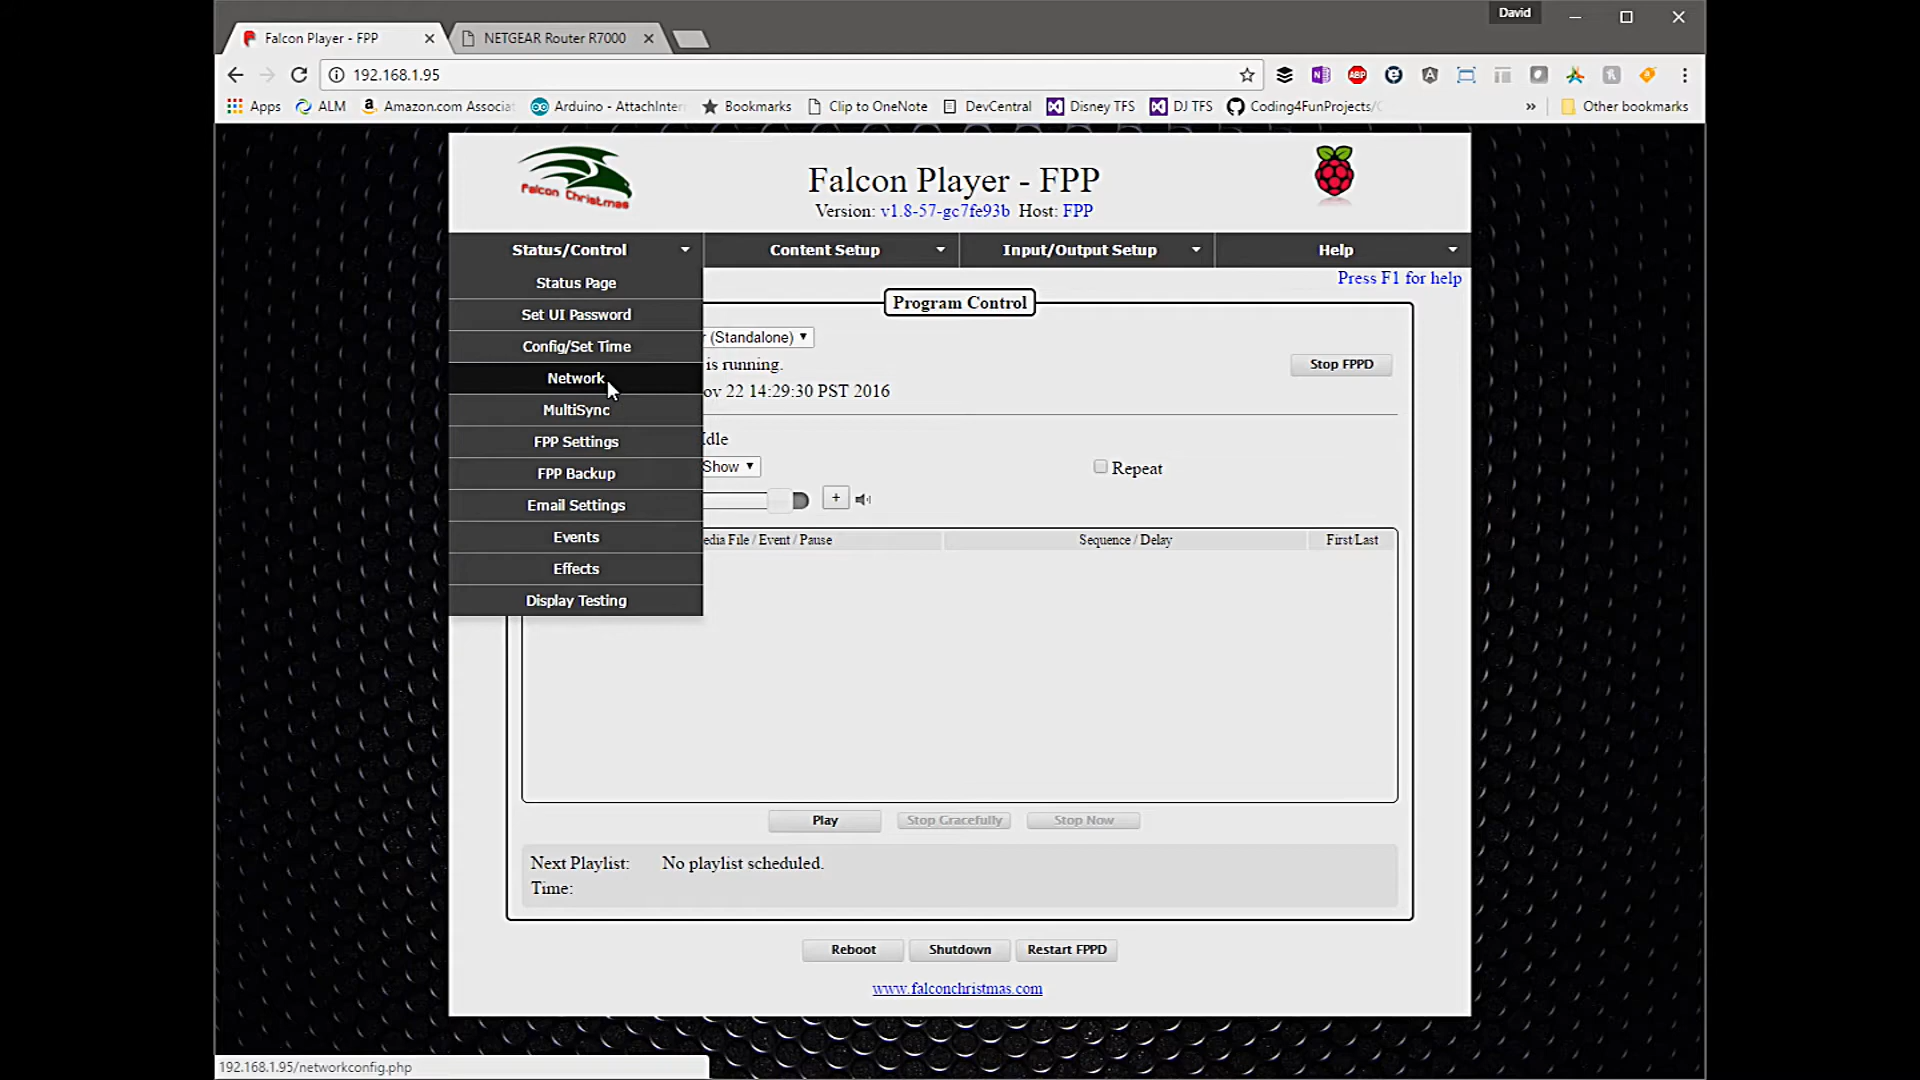 David
Falcon Player - FPP
NETGEAR Router R7000
192.168.1.95
Apps ALM Amazon.com Associat Arduino - AttachInter Bookmarks Clip to OneNote DevCentral Disney TFS DJ TFS Coding4FunProjects/ » Other bookmarks
Falcon Christmas
Falcon Player - FPP
Version: v1.8-57-gc7fe93b Host: FPP
Status/Control Content Setup Input/Output Setup Help
Press F1 for help
Status Page
Set UI Password
Config/Set Time
Network
MultiSync
FPP Settings
FPP Backup
Email Settings
Events
Effects
Display Testing
Program Control
r (Standalone)
is running.
Stop FPPD
ov 22 14:29:30 PST 2016
Idle
Show
Repeat
+
edia File / Event / Pause Sequence / Delay First/Last
Play Stop Gracefully Stop Now
Next Playlist: No playlist scheduled.
Time:
Reboot Shutdown Restart FPPD
www.falconchristmas.com
192.168.1.95/networkconfig.php